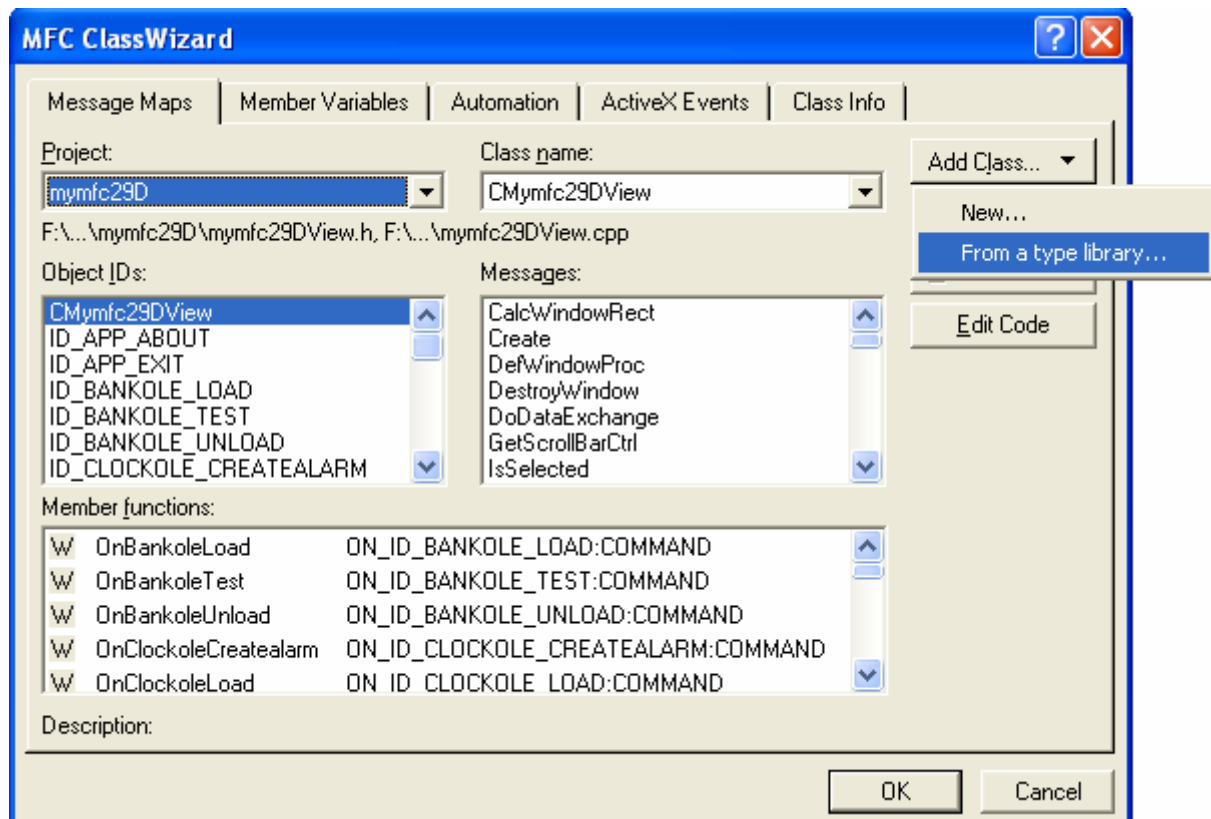 MFC ClassWizard
Message Maps Member Variables Automation ActiveX Events Class Info
Project: Class name:
Add Class...
mymfc29D CMymfc29DView
New...
From a type library...
F:\...\mymfc29D\mymfc29DView.h, F:\...\mymfc29DView.cpp
Object IDs: Messages:
CMymfc29DView
ID_APP_ABOUT
ID_APP_EXIT
ID_BANKOLE_LOAD
ID_BANKOLE_TEST
ID_BANKOLE_UNLOAD
ID_CLOCKOLE_CREATEALARM
CalcWindowRect
Create
DefWindowProc
DestroyWindow
DoDataExchange
GetScrollBarCtrl
IsSelected
Edit Code
Member functions:
W OnBankoleLoad ON_ID_BANKOLE_LOAD:COMMAND
W OnBankoleTest ON_ID_BANKOLE_TEST:COMMAND
W OnBankoleUnload ON_ID_BANKOLE_UNLOAD:COMMAND
W OnClockoleCreatealarm ON_ID_CLOCKOLE_CREATEALARM:COMMAND
W OnClockoleLoad ON_ID_CLOCKOLE_LOAD:COMMAND
Description:
OK Cancel